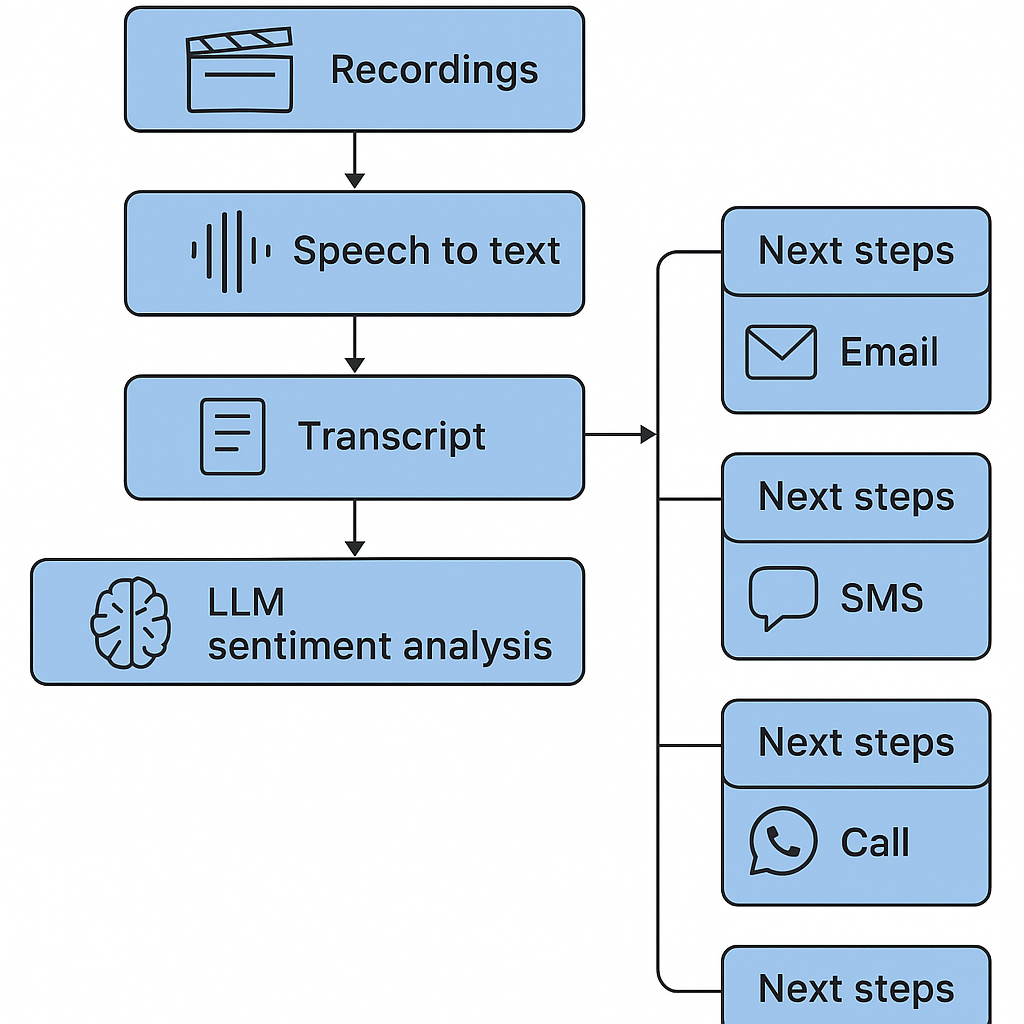 Recordings
Speech to text
Transcript
LLM
sentiment analysis
Next steps
Email
Next steps
SMS
Next steps
Call
Next steps